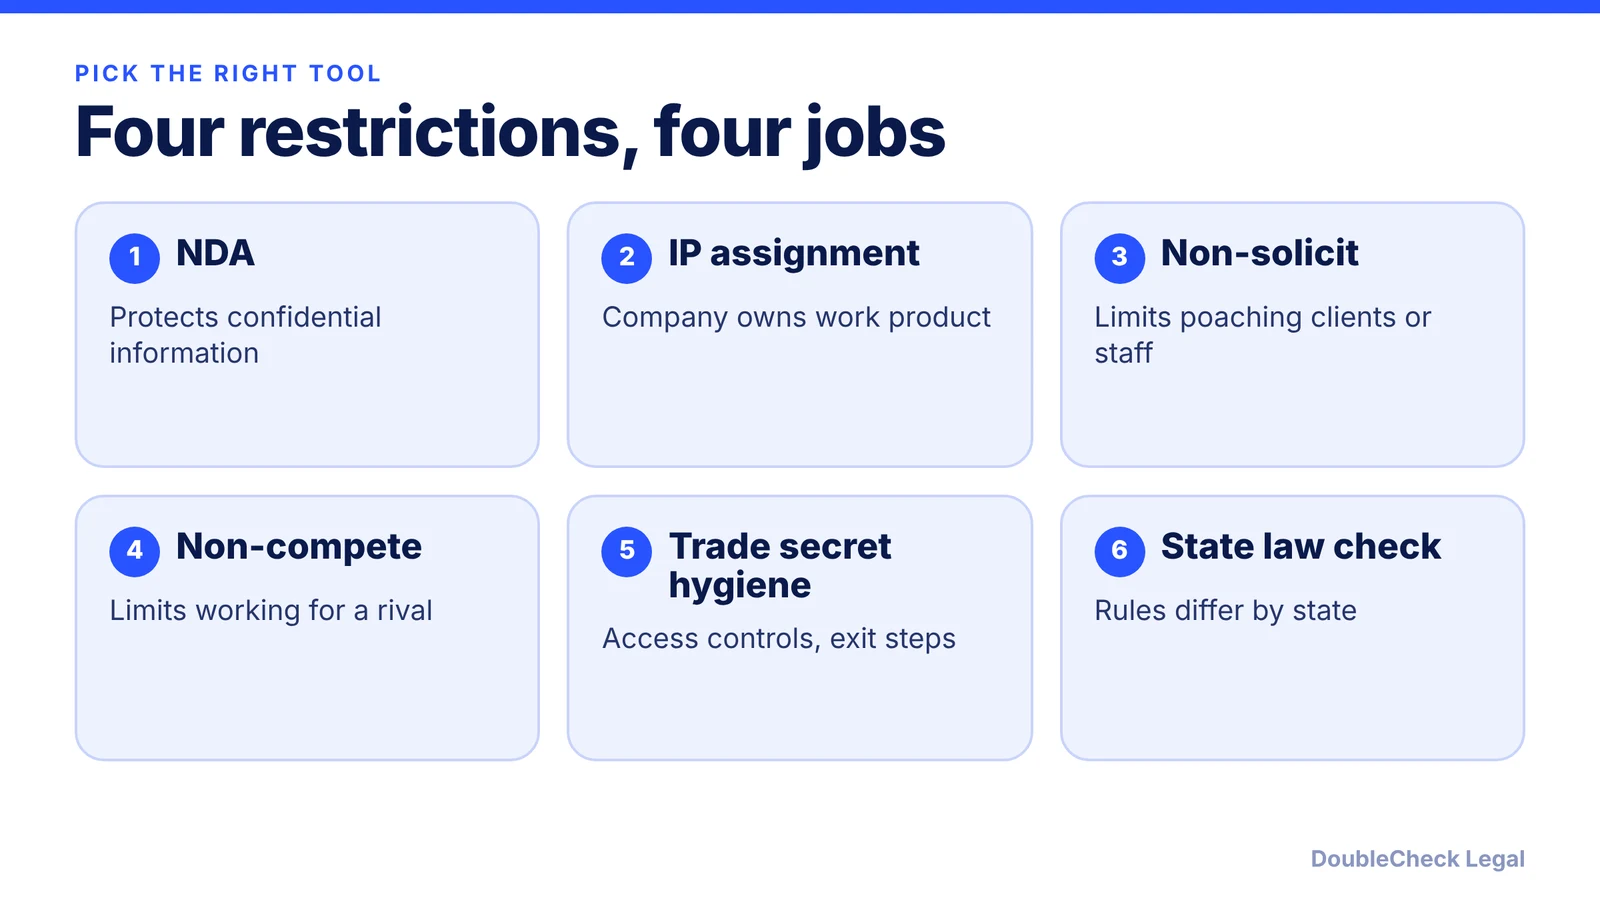 PICK THE RIGHT TOOL
Four restrictions, four jobs
1 NDA
Protects confidential
information
2 IP assignment
Company owns work product
3 Non-solicit
Limits poaching clients or
staff
4 Non-compete
Limits working for a rival
5 Trade secret
hygiene
Access controls, exit steps
6 State law check
Rules differ by state
DoubleCheck Legal